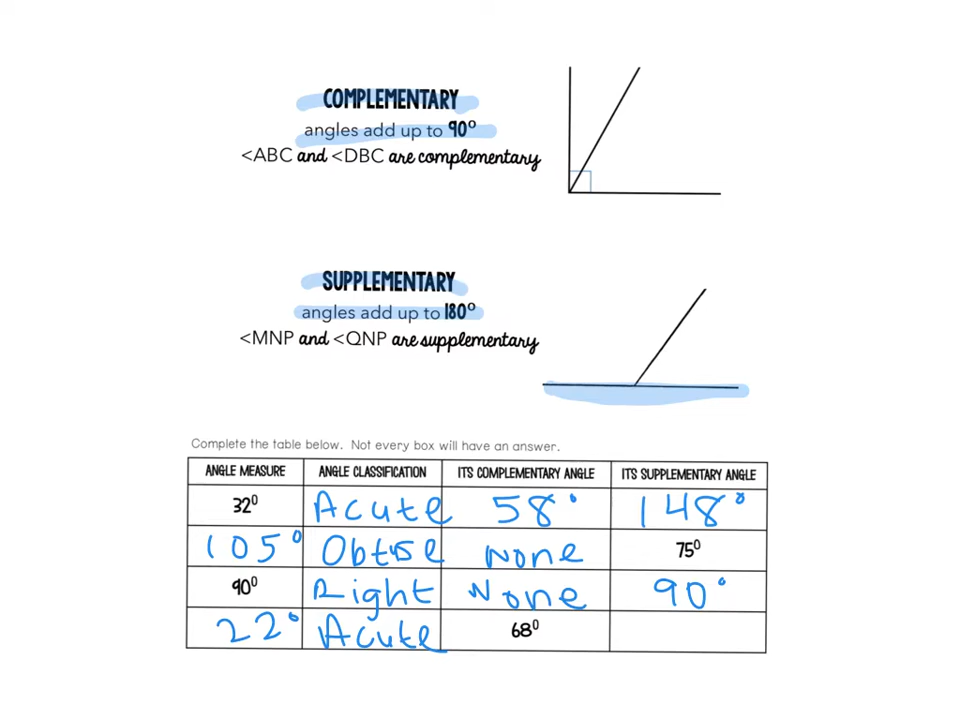 COMPLEMENTARY
angles add up to 90°
<ABC and <DBC are complementary
SUPPLEMENTARY
angles add up to 180°
<MNP and <QNP are supplementary
Complete the table below. Not every box will have an answer.
ANGLE MEASURE ANGLE CLASSIFICATION ITS COMPLEMENTARY ANGLE ITS SUPPLEMENTARY ANGLE
32° Acute 58° 148°
105° Obtuse None 75°
90° Right None 90°
22° Acute 68°